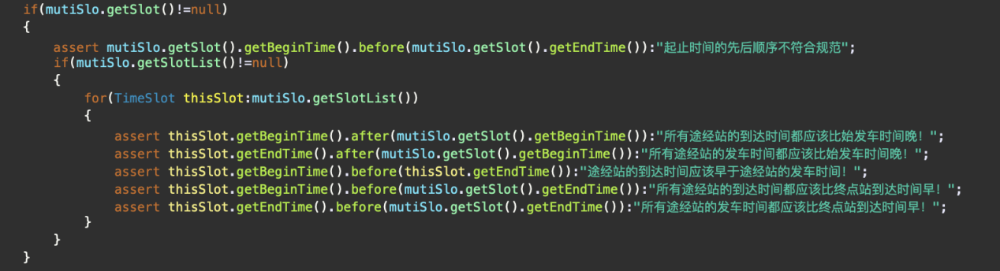 if(mutiSlo.getSlot()!=null)
{
assert mutiSlo.getSlot().getBeginTime().before(mutiSlo.getSlot().getEndTime()):"起止时间的先后顺序不符合规范";
if(mutiSlo.getSlotList()!=null)
{
for(TimeSlot thisSlot:mutiSlo.getSlotList())
{
assert thisSlot.getBeginTime().after(mutiSlo.getSlot().getBeginTime()):"所有途经站的到达时间都应该比始发车时间晚！";
assert thisSlot.getEndTime().after(mutiSlo.getSlot().getBeginTime()):"所有途经站的发车时间都应该比始发车时间晚！";
assert thisSlot.getBeginTime().before(thisSlot.getEndTime()):"途经站的到达时间应该早于途经站的发车时间！";
assert thisSlot.getBeginTime().before(mutiSlo.getSlot().getEndTime()):"所有途经站的到达时间都应该比终点站到达时间早！";
assert thisSlot.getEndTime().before(mutiSlo.getSlot().getEndTime()):"所有途经站的发车时间都应该比终点站到达时间早！";
}
}
}